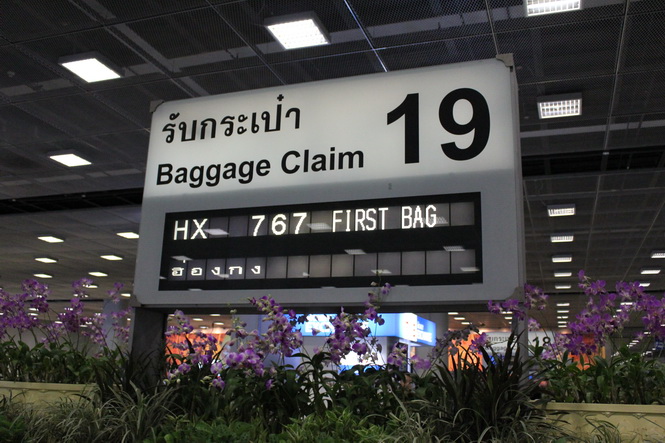 รับกระเป๋า
Baggage Claim
19
HX 767 FIRST BAG
ฮ่องกง
18